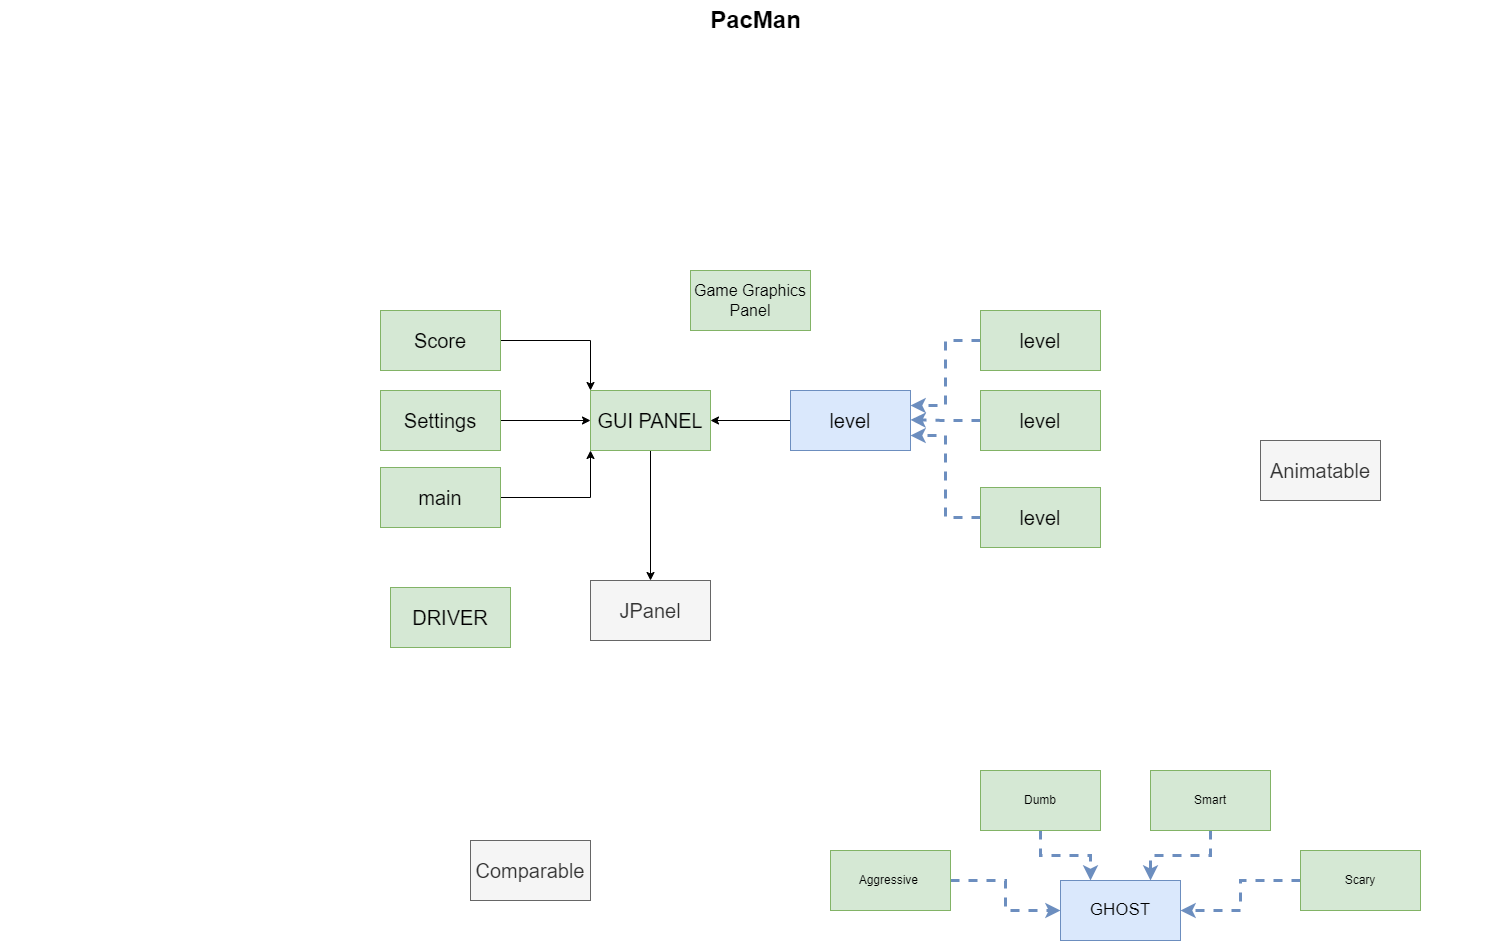 PacMan
Game Graphics
Panel
Score
level
Settings
GUI PANEL
level
level
main
level
Animatable
DRIVER
JPanel
Dumb
Smart
Comparable
Aggressive
GHOST
Scary